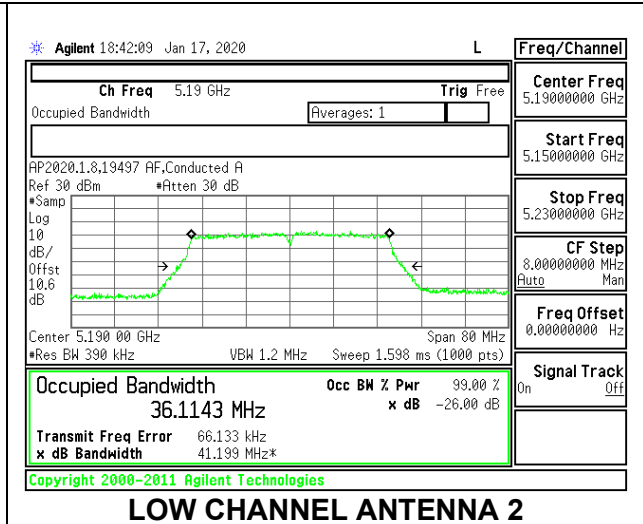 Agilent 18:42:09 Jan 17, 2020 L
Freq/Channel
Ch Freq 5.19 GHz Trig Free
Occupied Bandwidth Averages: 1
AP2020.1.8,19497 AF,Conducted A
Ref 30 dBm #Atten 30 dB
#Samp
Log
10
dB/
Offst
10.6
dB
Center 5.190 00 GHz Span 80 MHz
#Res BW 390 kHz VBW 1.2 MHz Sweep 1.598 ms (1000 pts)
Occupied Bandwidth Occ BW % Pwr 99.00 %
36.1143 MHz x dB -26.00 dB
Transmit Freq Error 66.133 kHz
x dB Bandwidth 41.199 MHz*
Copyright 2000-2011 Agilent Technologies
Center Freq
5.19000000 GHz
Start Freq
5.15000000 GHz
Stop Freq
5.23000000 GHz
CF Step
8.00000000 MHz
Auto Man
Freq Offset
0.00000000 Hz
Signal Track
On Off
LOW CHANNEL ANTENNA 2